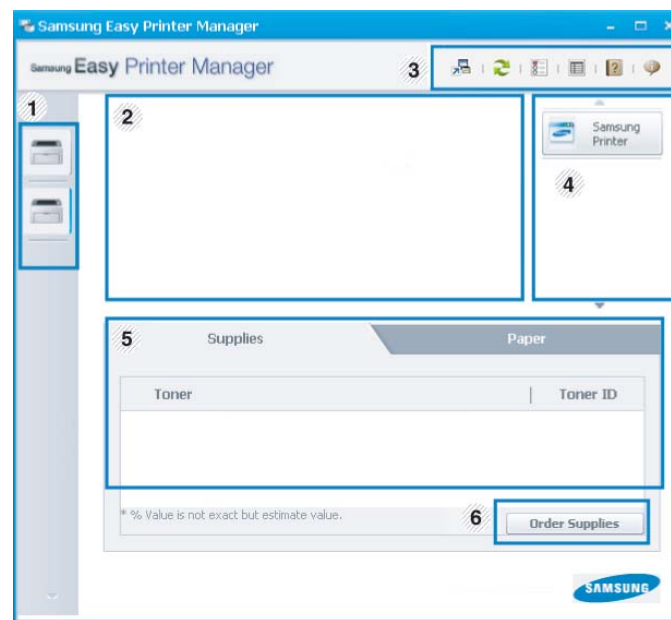 Samsung Easy Printer Manager
Samsung Easy Printer Manager
3
1
2
Samsung
Printer
4
5
Supplies
Paper
Toner
Toner ID
* % Value is not exact but estimate value.
6
Order Supplies
SAMSUNG